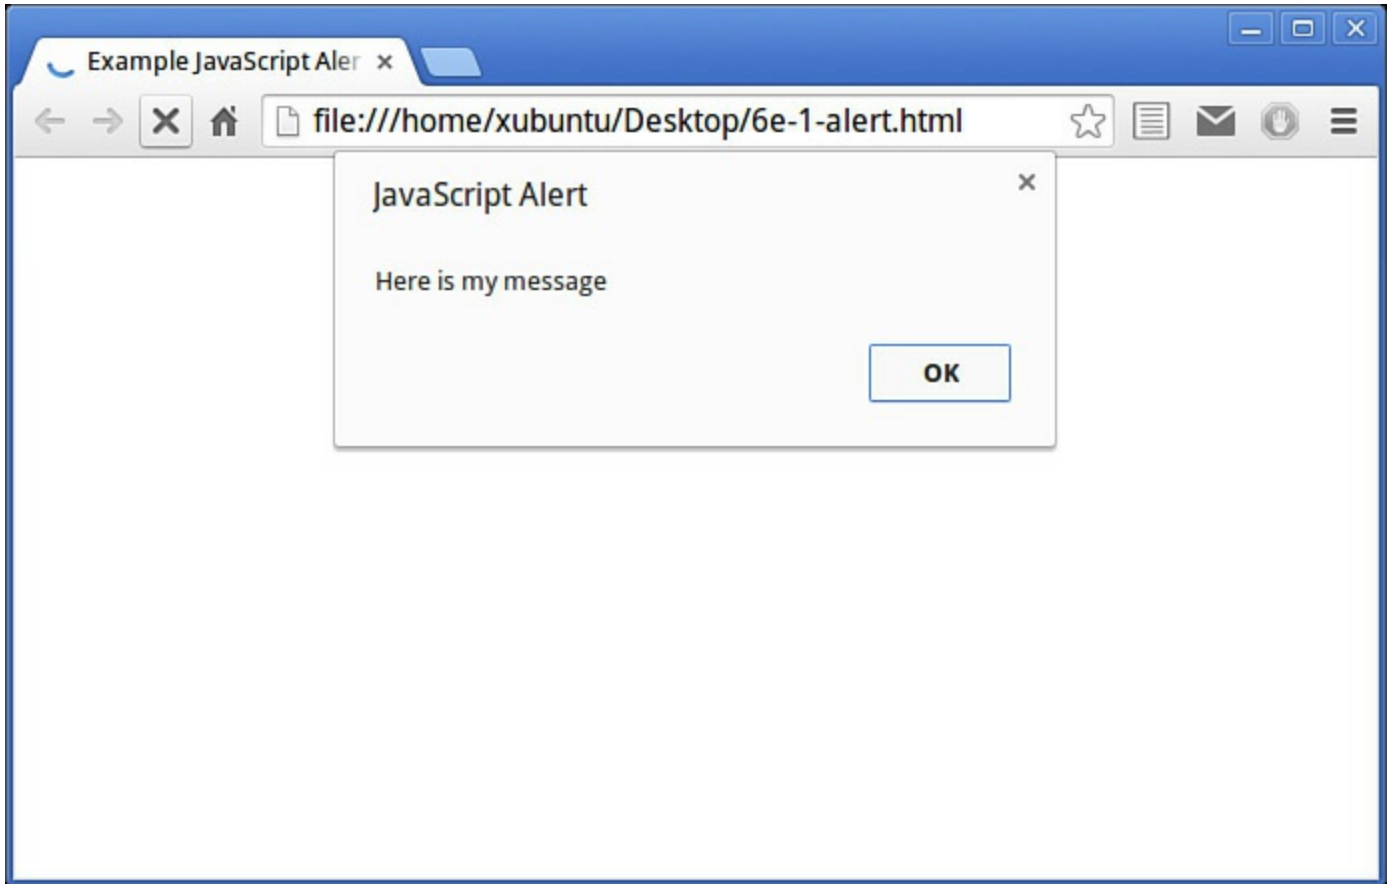 Example JavaScript Aler
file:///home/xubuntu/Desktop/6e-1-alert.html
JavaScript Alert
Here is my message
OK